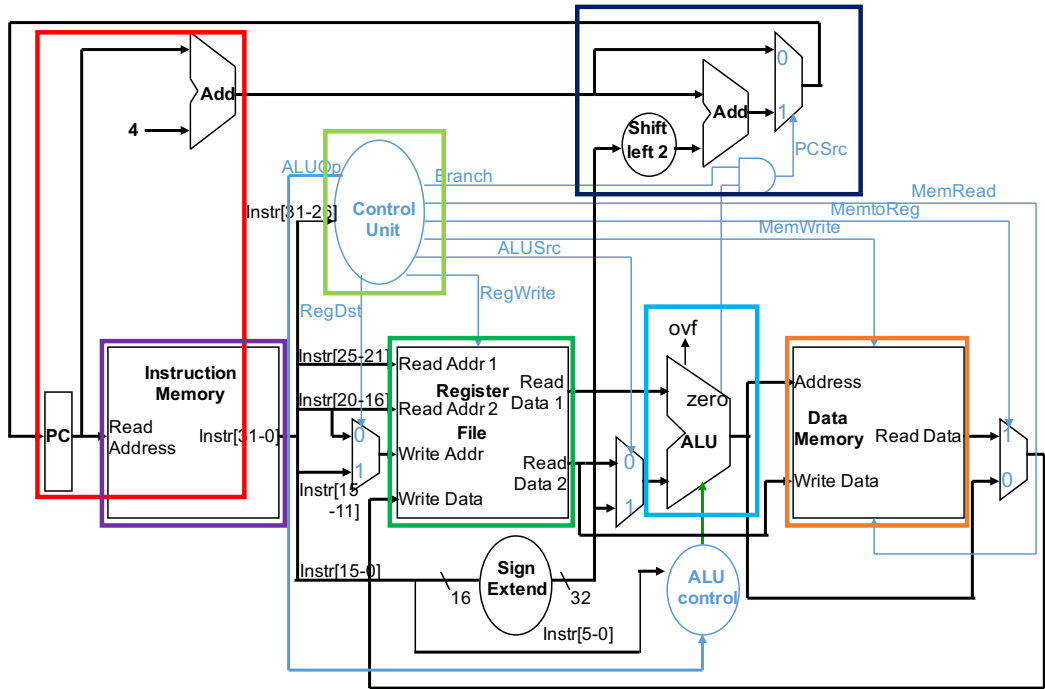 Add
4
0
Add
1
Shift
left 2
PCSrc
ALUOp
Branch
Control
Unit
Instr[31-26]
MemRead
MemtoReg
MemWrite
ALUSrc
RegWrite
RegDst
ovf
Instruction
Memory
PC
Read
Address
Instr[31-0]
Instr[25-21]
Read Addr 1
Register
Read
Data 1
Instr[20-16]
Read Addr 2
File
0
1
Write Addr
Read
Data 2
Instr[15
-11]
Write Data
0
1
zero
ALU
Address
Data
Memory
Read Data
Write Data
1
0
Instr[15-0]
16
Sign
Extend
32
ALU
control
Instr[5-0]